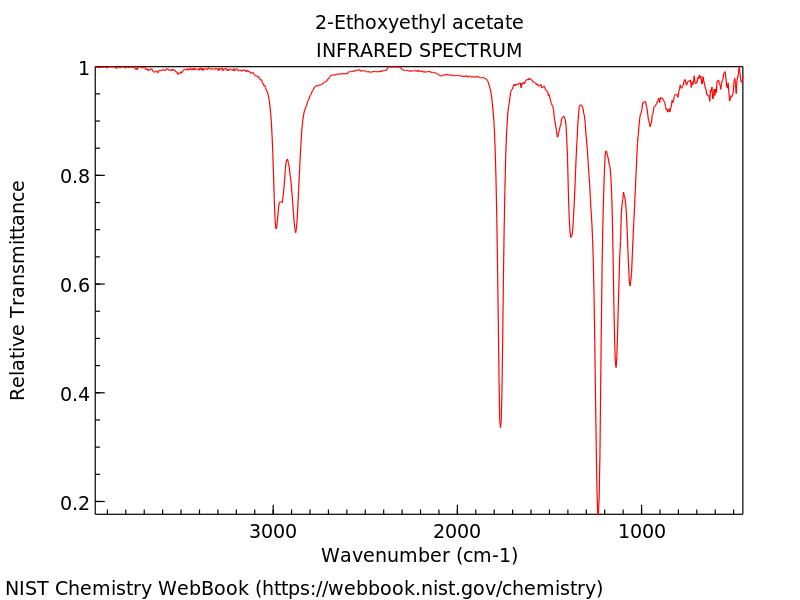 2-Ethoxyethyl acetate
INFRARED SPECTRUM
1
0.8
0.6
0.4
0.2
Relative Transmittance
3000 2000 1000
Wavenumber (cm-1)
NIST Chemistry WebBook (https://webbook.nist.gov/chemistry)